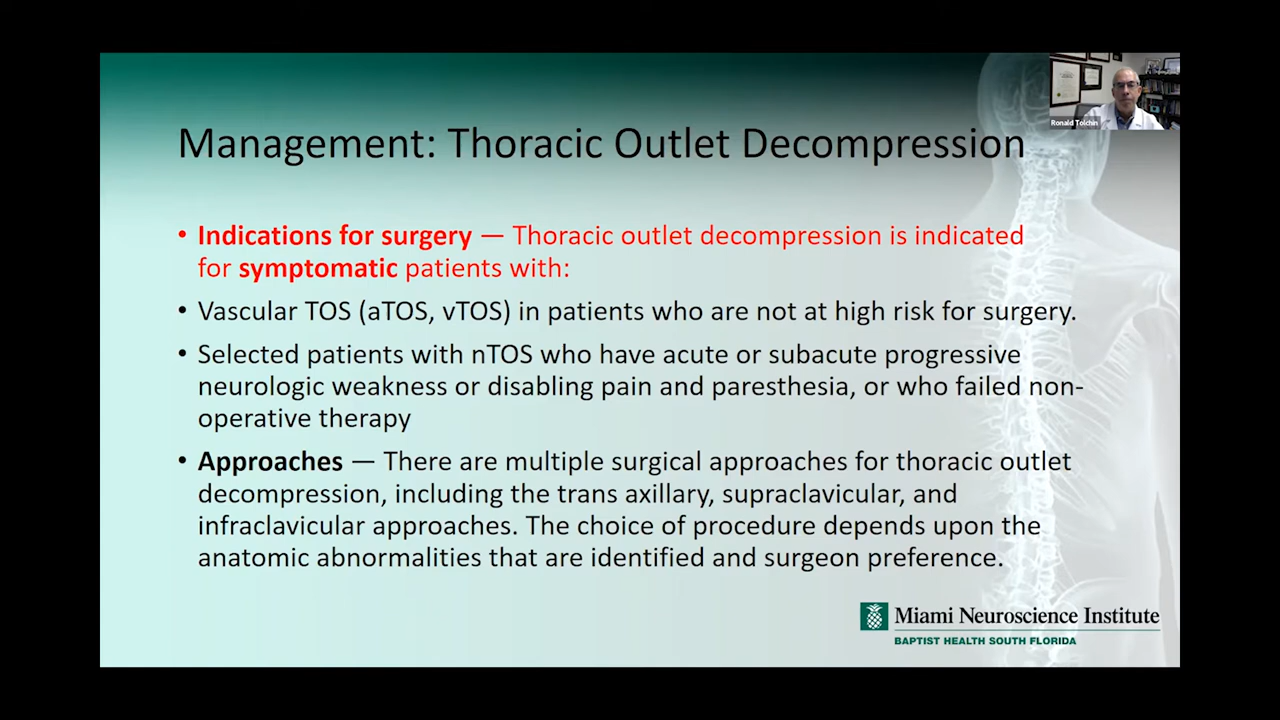 Ronald Tolchin
Management: Thoracic Outlet Decompression
• Indications for surgery — Thoracic outlet decompression is indicated
for symptomatic patients with:
• Vascular TOS (aTOS, vTOS) in patients who are not at high risk for surgery.
• Selected patients with nTOS who have acute or subacute progressive
neurologic weakness or disabling pain and paresthesia, or who failed non-
operative therapy
• Approaches — There are multiple surgical approaches for thoracic outlet
decompression, including the trans axillary, supraclavicular, and
infraclavicular approaches. The choice of procedure depends upon the
anatomic abnormalities that are identified and surgeon preference.
Miami Neuroscience Institute
BAPTIST HEALTH SOUTH FLORIDA